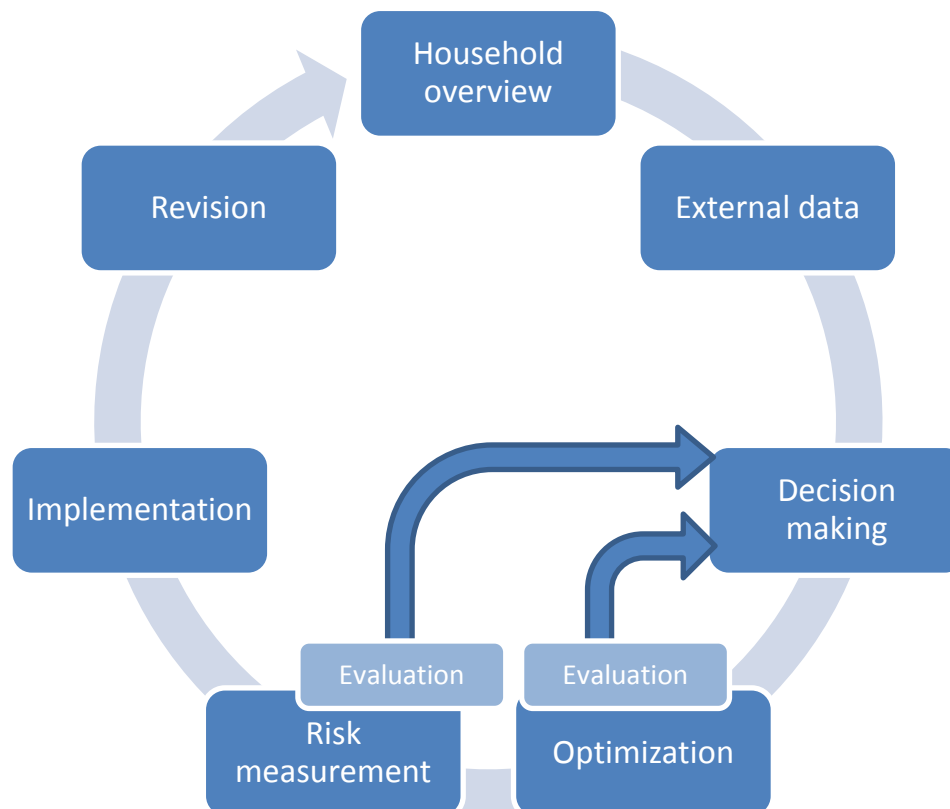 Household
overview
Revision
External data
Implementation
Decision
making
Evaluation
Evaluation
Risk
measurement
Optimization